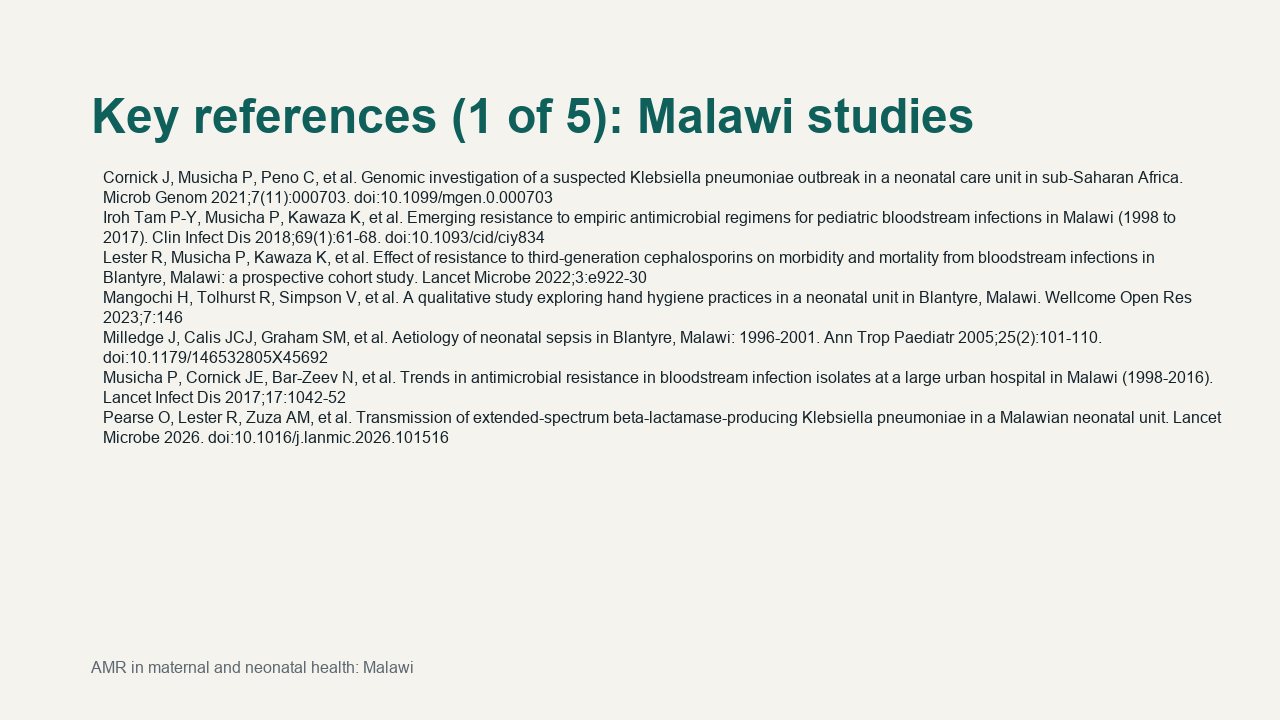 Key references (1 of 5): Malawi studies
Cornick J, Musicha P, Peno C, et al. Genomic investigation of a suspected Klebsiella pneumoniae outbreak in a neonatal care unit in sub-Saharan Africa.
Microb Genom 2021;7(11):000703. doi:10.1099/mgen.0.000703
Iroh Tam P-Y, Musicha P, Kawaza K, et al. Emerging resistance to empiric antimicrobial regimens for pediatric bloodstream infections in Malawi (1998 to
2017). Clin Infect Dis 2018;69(1):61-68. doi:10.1093/cid/ciy834
Lester R, Musicha P, Kawaza K, et al. Effect of resistance to third-generation cephalosporins on morbidity and mortality from bloodstream infections in
Blantyre, Malawi: a prospective cohort study. Lancet Microbe 2022;3:e922-30
Mangochi H, Tolhurst R, Simpson V, et al. A qualitative study exploring hand hygiene practices in a neonatal unit in Blantyre, Malawi. Wellcome Open Res
2023;7:146
Milledge J, Calis JCJ, Graham SM, et al. Aetiology of neonatal sepsis in Blantyre, Malawi: 1996-2001. Ann Trop Paediatr 2005;25(2):101-110.
doi:10.1179/146532805X45692
Musicha P, Cornick JE, Bar-Zeev N, et al. Trends in antimicrobial resistance in bloodstream infection isolates at a large urban hospital in Malawi (1998-2016).
Lancet Infect Dis 2017;17:1042-52
Pearse O, Lester R, Zuza AM, et al. Transmission of extended-spectrum beta-lactamase-producing Klebsiella pneumoniae in a Malawian neonatal unit. Lancet
Microbe 2026. doi:10.1016/j.lanmic.2026.101516
AMR in maternal and neonatal health: Malawi